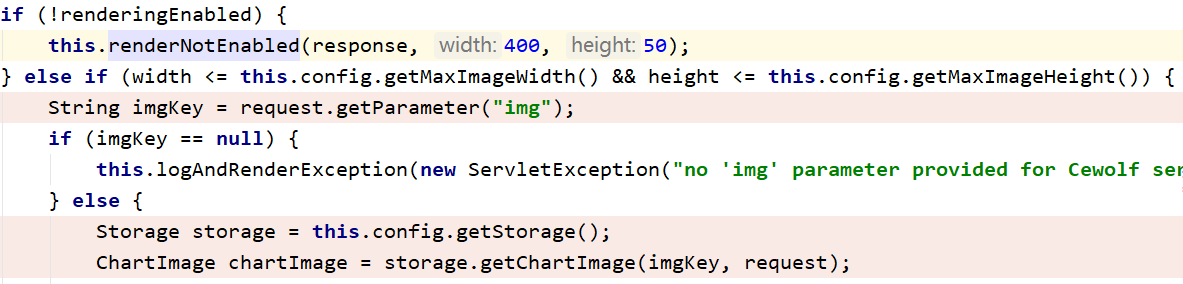 if (!renderingEnabled) {
this.renderNotEnabled(response, width: 400, height: 50);
} else if (width <= this.config.getMaxImageWidth() && height <= this.config.getMaxImageHeight()) {
String imgKey = request.getParameter("img");
if (imgKey == null) {
this.logAndRenderException(new ServletException("no 'img' parameter provided for Cewolf ser
} else {
Storage storage = this.config.getStorage();
ChartImage chartImage = storage.getChartImage(imgKey, request);